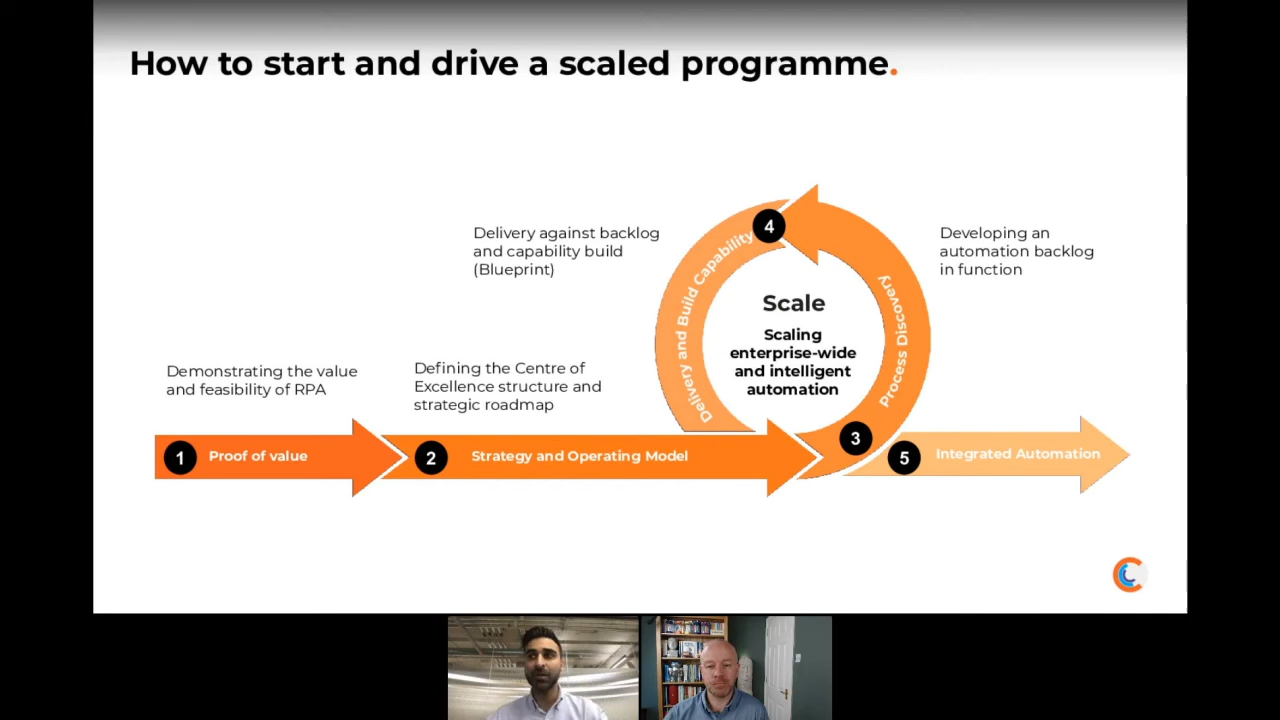 How to start and drive a scaled programme.
Demonstrating the value
and feasibility of RPA
1
Proof of value
Defining the Centre of
Excellence structure and
strategic roadmap
2
Strategy and Operating Model
3
Process Discovery
Developing an
automation backlog
in function
4
Delivery and Build Capability
Delivery against backlog
and capability build
(Blueprint)
Scale
Scaling
enterprise-wide
and intelligent
automation
5
Integrated Automation